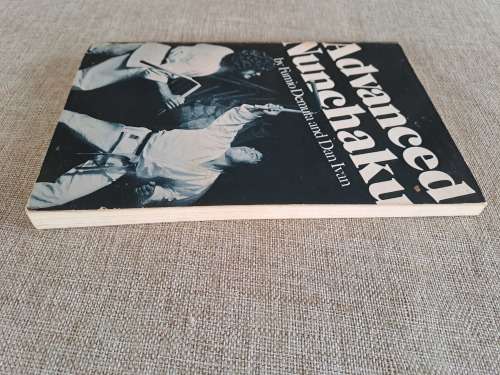 Advanced
Nunchaku
by Fumio Demura and Dan Ivan